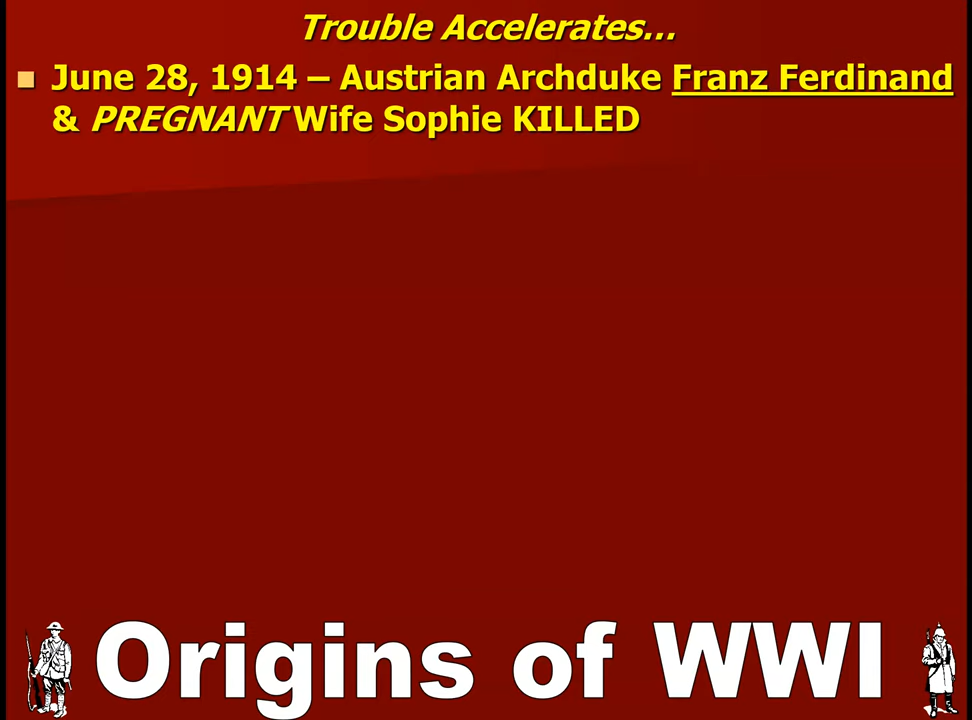 Trouble Accelerates…
■ June 28, 1914 – Austrian Archduke Franz Ferdinand
& PREGNANT Wife Sophie KILLED
Origins of WWI